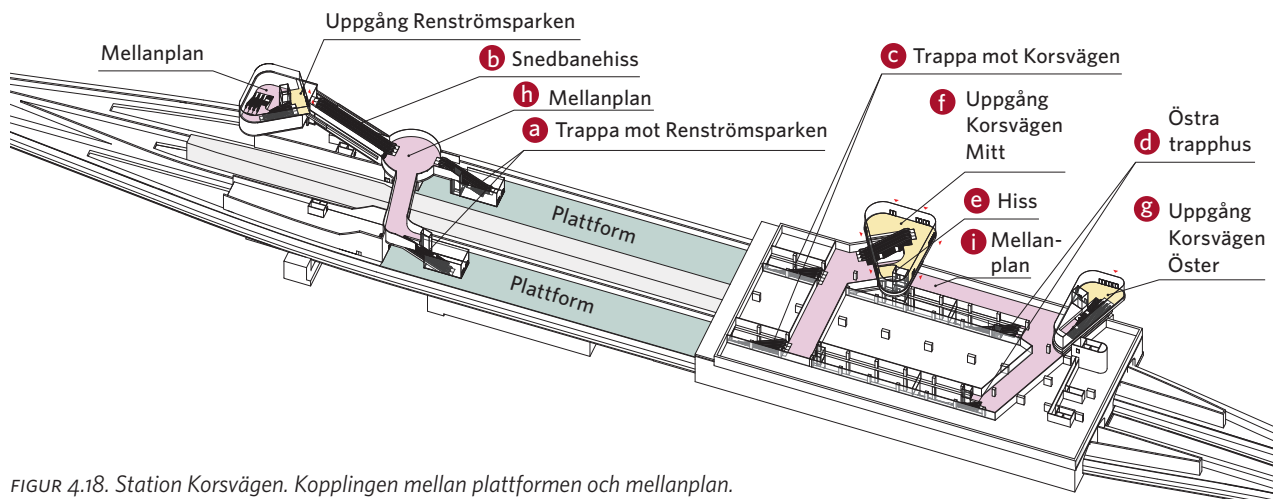 Uppgång Renströmsparken
Mellanplan
b Snedbanehiss
h Mellanplan
a Trappa mot Renströmsparken
c Trappa mot Korsvägen
f Uppgång
Korsvägen
Mitt
d Östra
trapphus
e Hiss
g Uppgång
Korsvägen
Öster
i Mellan-
plan
Plattform
Plattform
FIGUR 4.18. Station Korsvägen. Kopplingen mellan plattformen och mellanplan.